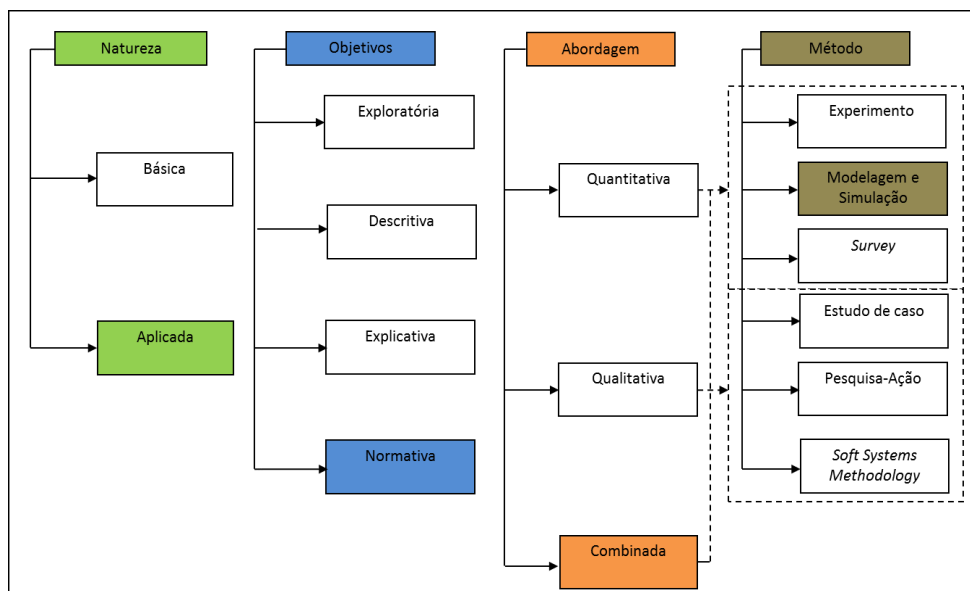 Natureza
Objetivos
Abordagem
Método
Básica
Aplicada
Exploratória
Descritiva
Explicativa
Normativa
Quantitativa
Qualitativa
Combinada
Experimento
Modelagem e
Simulação
Survey
Estudo de caso
Pesquisa-Ação
Soft Systems
Methodology